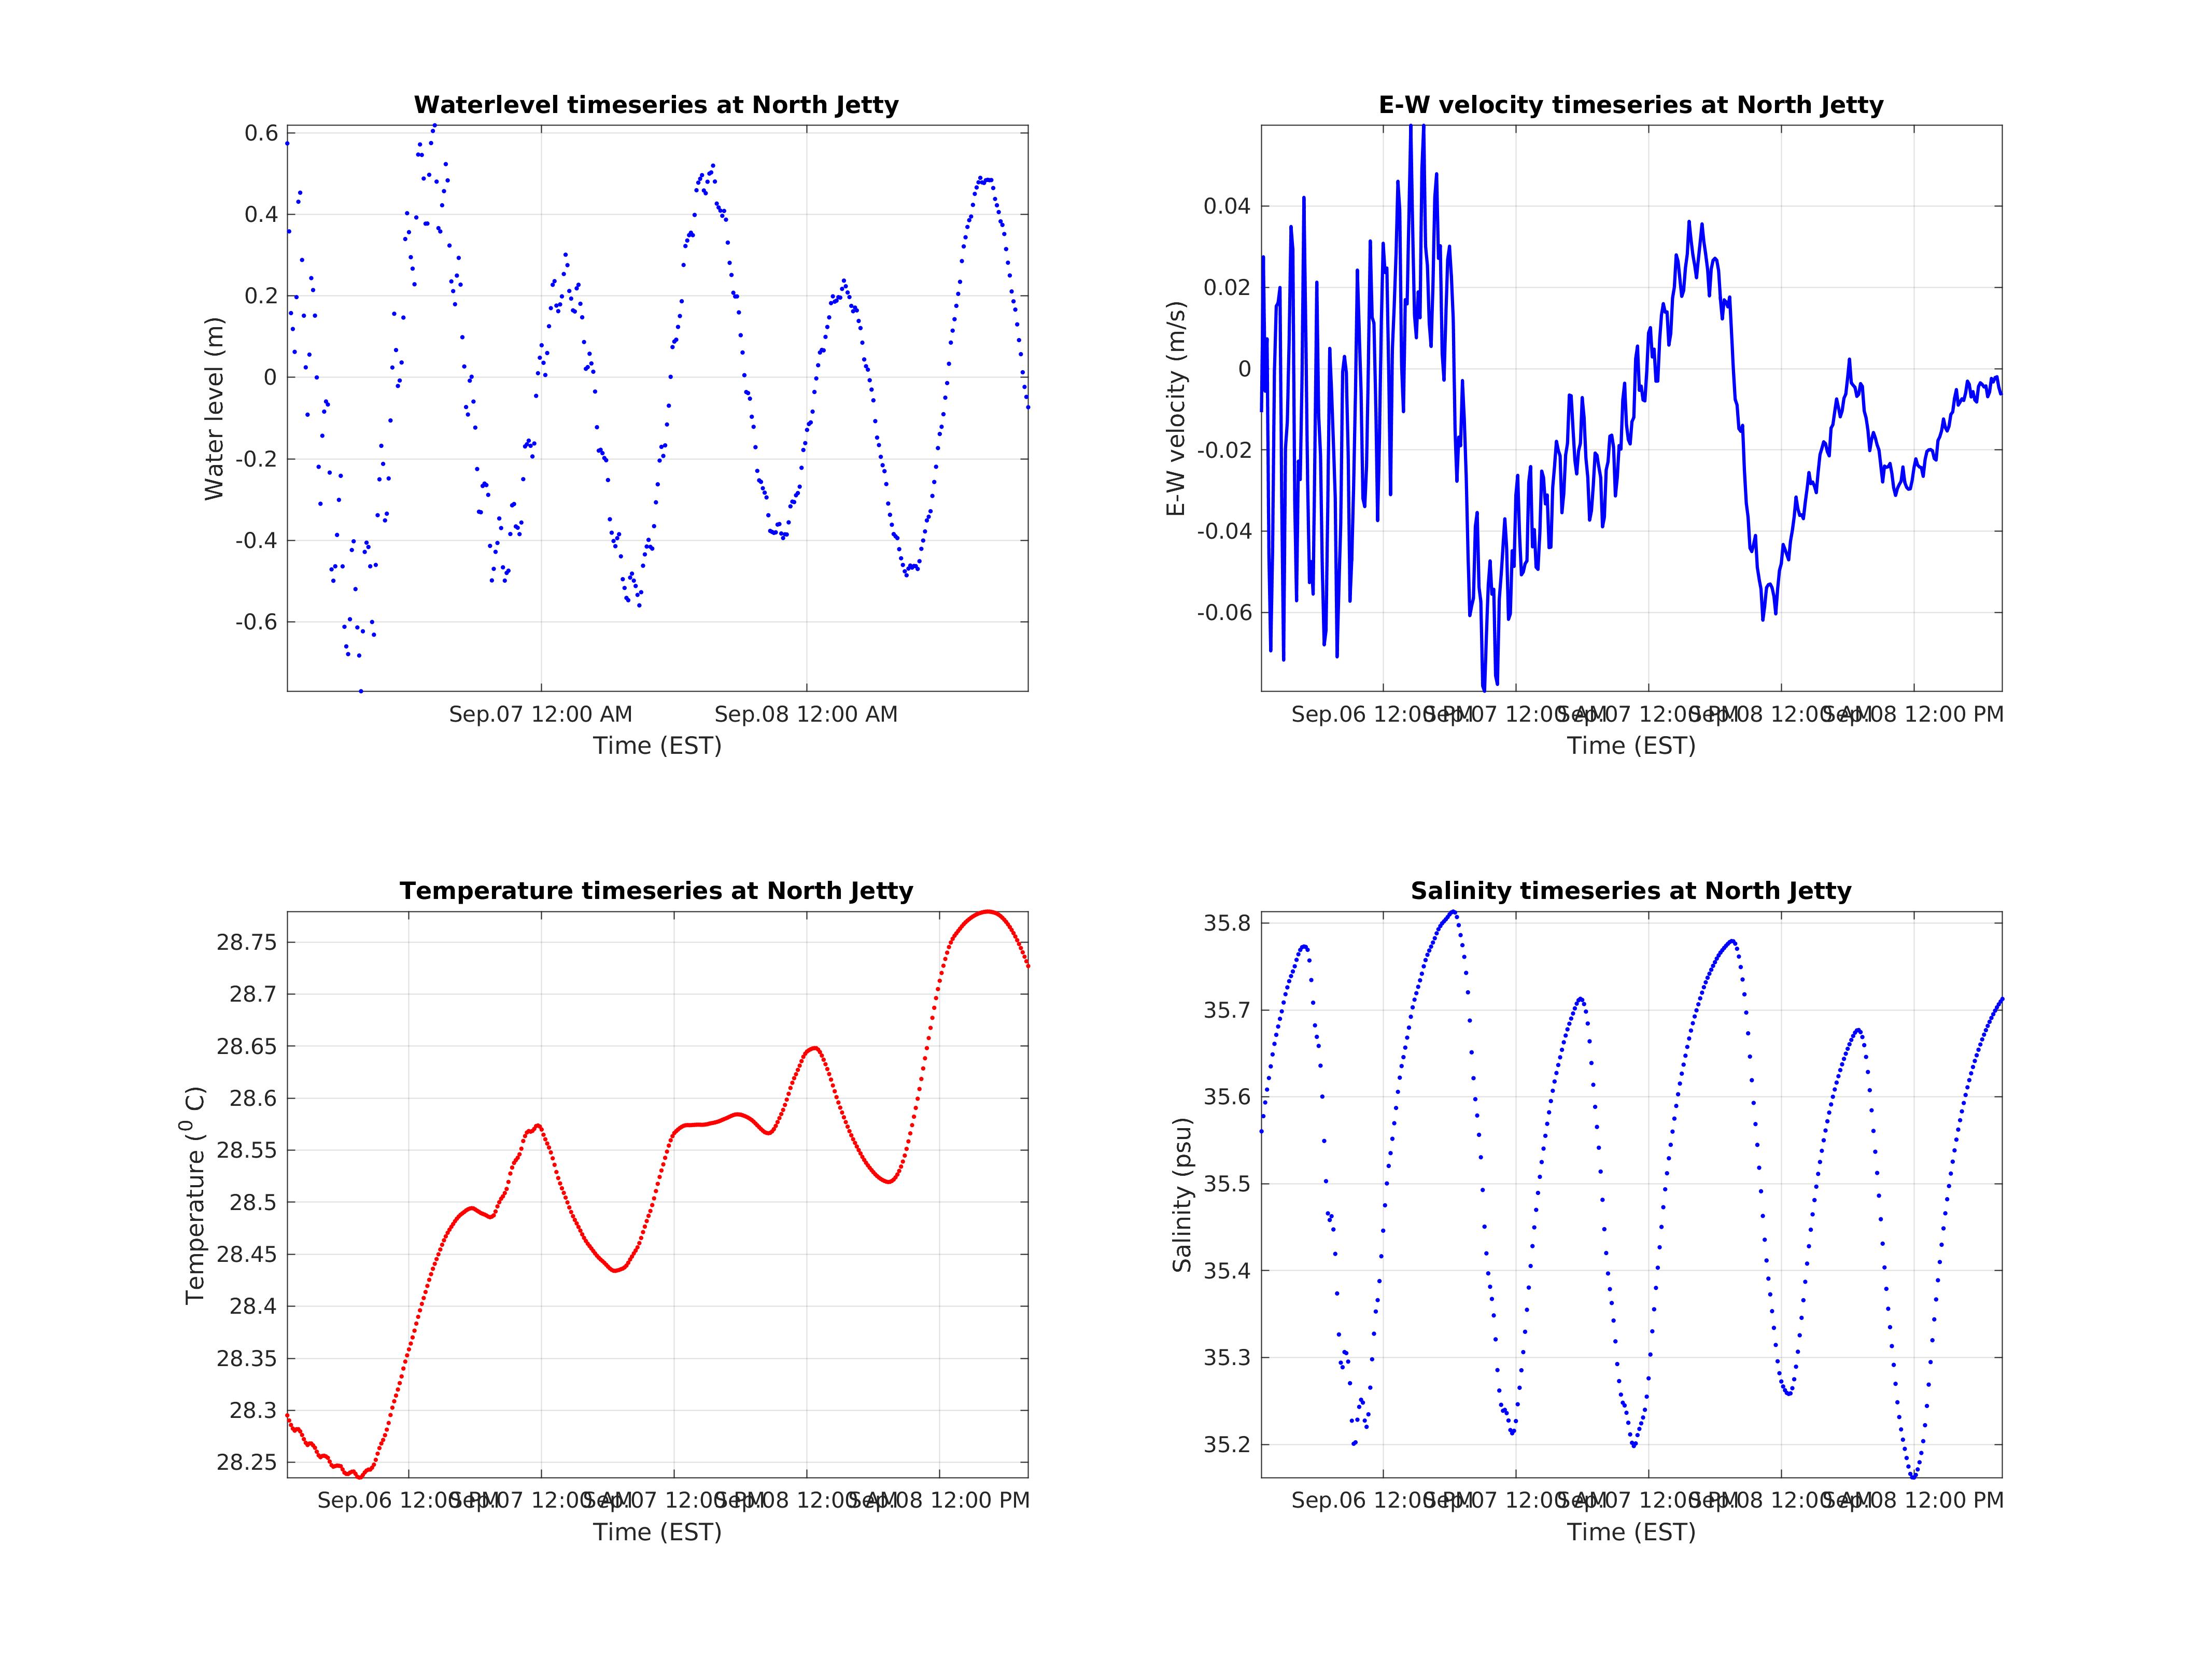 Waterlevel timeseries at North Jetty
0.6
0.4
0.2
0
-0.2
-0.4
-0.6
Water level (m)
Sep.07 12:00 AM Sep.08 12:00 AM
Time (EST)
E-W velocity timeseries at North Jetty
0.04
0.02
0
-0.02
-0.04
-0.06
E-W velocity (m/s)
Sep.06 12:00 PM Sep.07 12:00 AM Sep.07 12:00 PM Sep.08 12:00 AM Sep.08 12:00 PM
Time (EST)
Temperature timeseries at North Jetty
28.75
28.7
28.65
28.6
28.55
28.5
28.45
28.4
28.35
28.3
28.25
Temperature (⁰ C)
Sep.06 12:00 PM Sep.07 12:00 AM Sep.07 12:00 PM Sep.08 12:00 AM Sep.08 12:00 PM
Time (EST)
Salinity timeseries at North Jetty
35.8
35.7
35.6
35.5
35.4
35.3
35.2
Salinity (psu)
Sep.06 12:00 PM Sep.07 12:00 AM Sep.07 12:00 PM Sep.08 12:00 AM Sep.08 12:00 PM
Time (EST)